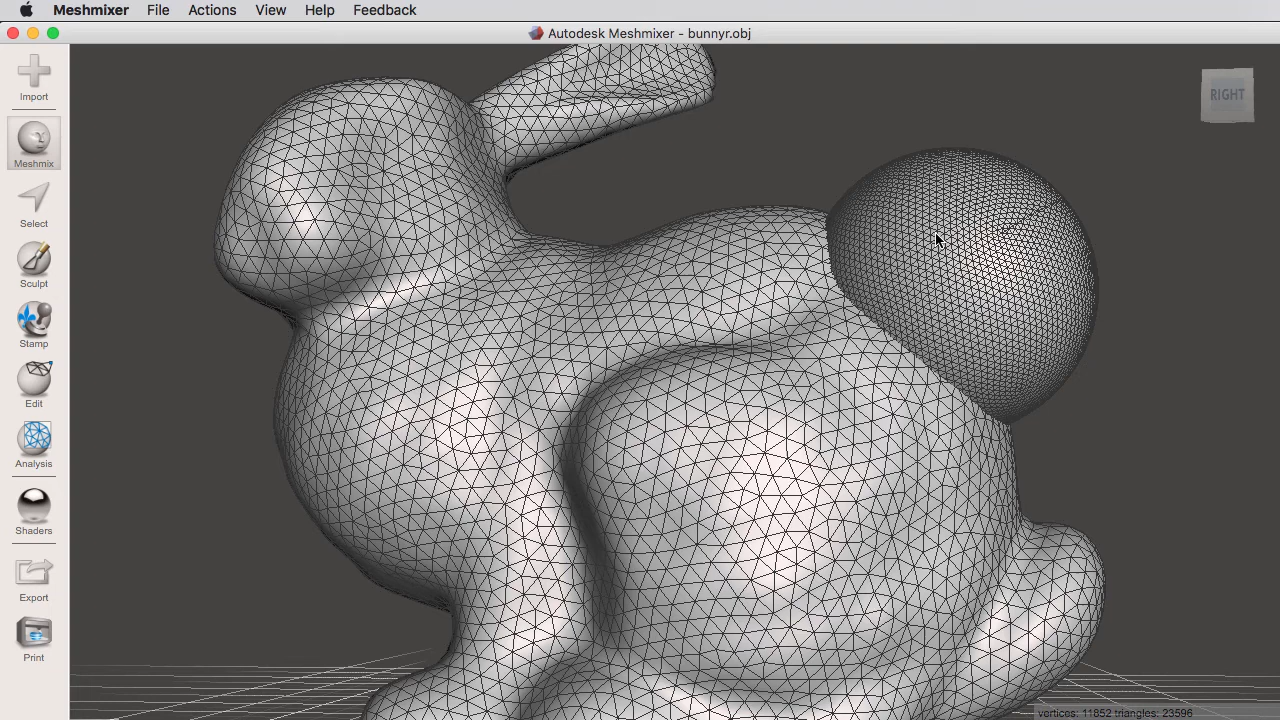 Meshmixer File Actions View Help Feedback
Autodesk Meshmixer - bunnyr.obj
Import
Meshmix
Select
Sculpt
Stamp
Edit
Analysis
Shaders
Export
Print
RIGHT
vertices: 11852 triangles: 23596